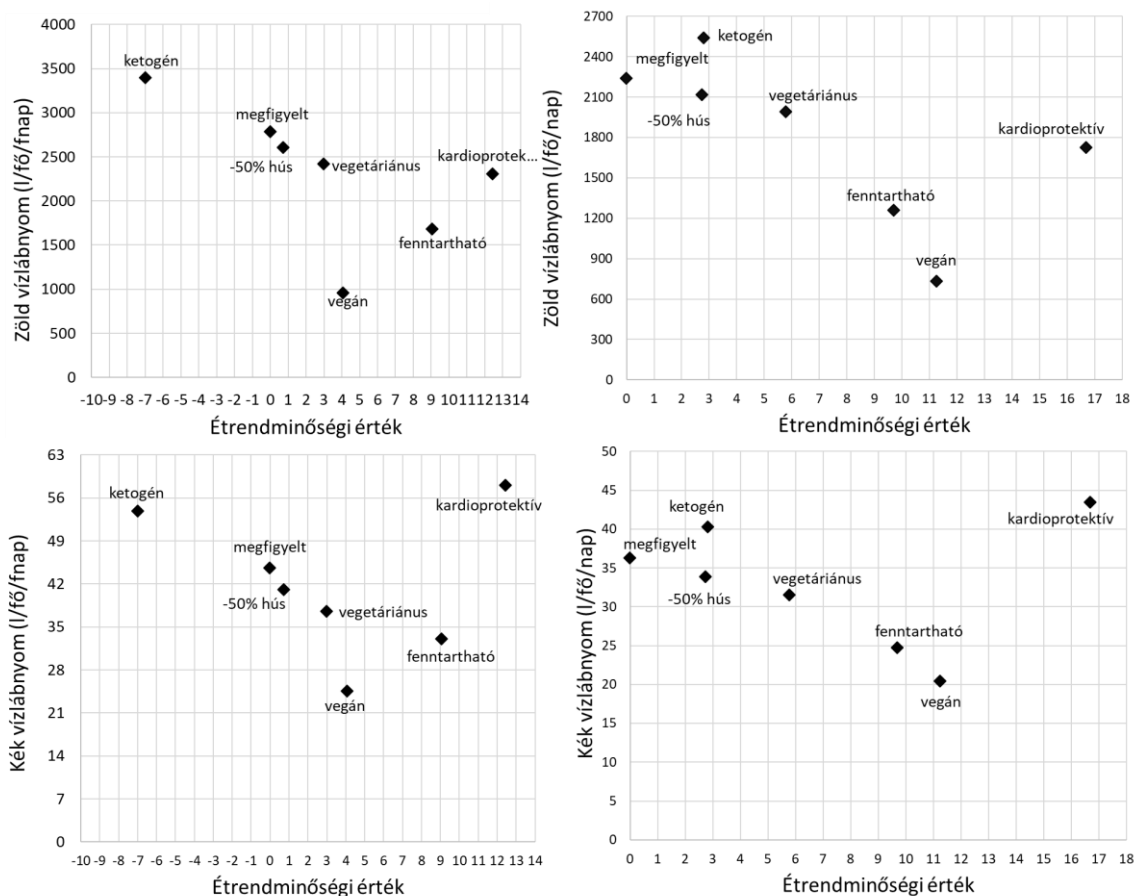 4000
3500
3000
2500
2000
1500
1000
500
0
Zöld vízlábnyom (l/fő/fnap)
ketogén
megfigyelt
-50% hús
vegetáriánus
kardioprotek...
fenntartható
vegán
-10 -9 -8 -7 -6 -5 -4 -3 -2 -1 0 1 2 3 4 5 6 7 8 9 10 11 12 13 14
Étrendminőségi érték
2700
2400
2100
1800
1500
1200
900
600
300
0
Zöld vízlábnyom (l/fő/nap)
ketogén
megfigyelt
-50% hús
vegetáriánus
kardioprotektív
fenntartható
vegán
0 1 2 3 4 5 6 7 8 9 10 11 12 13 14 15 16 17 18
Étrendminőségi érték
63
56
49
42
35
28
21
14
7
0
Kék vízlábnyom (l/fő/fnap)
ketogén
kardioprotektív
megfigyelt
-50% hús
vegetáriánus
fenntartható
vegán
-10 -9 -8 -7 -6 -5 -4 -3 -2 -1 0 1 2 3 4 5 6 7 8 9 10 11 12 13 14
Étrendminőségi érték
50
45
40
35
30
25
20
15
10
5
0
Kék vízlábnyom (l/fő/nap)
ketogén
kardioprotektív
megfigyelt
-50% hús
vegetáriánus
fenntartható
vegán
0 1 2 3 4 5 6 7 8 9 10 11 12 13 14 15 16 17 18
Étrendminőségi érték